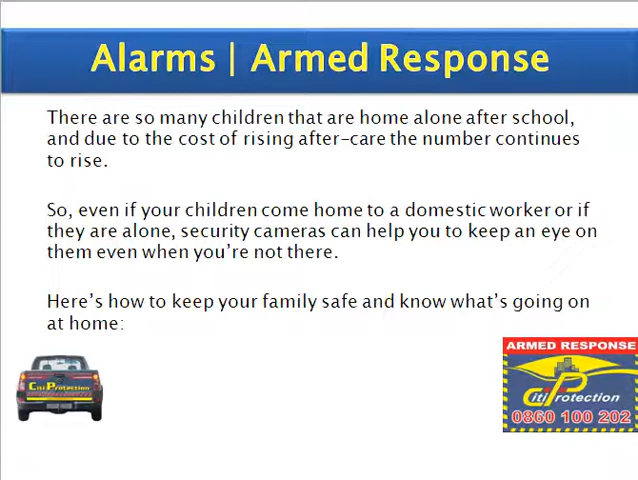 Alarms | Armed Response
There are so many children that are home alone after school,
and due to the cost of rising after-care the number continues
to rise.
So, even if your children come home to a domestic worker or if
they are alone, security cameras can help you to keep an eye on
them even when you're not there.
Here's how to keep your family safe and know what's going on
at home:
Citi Protection
ARMED RESPONSE
Citi Protection
0860 100 202